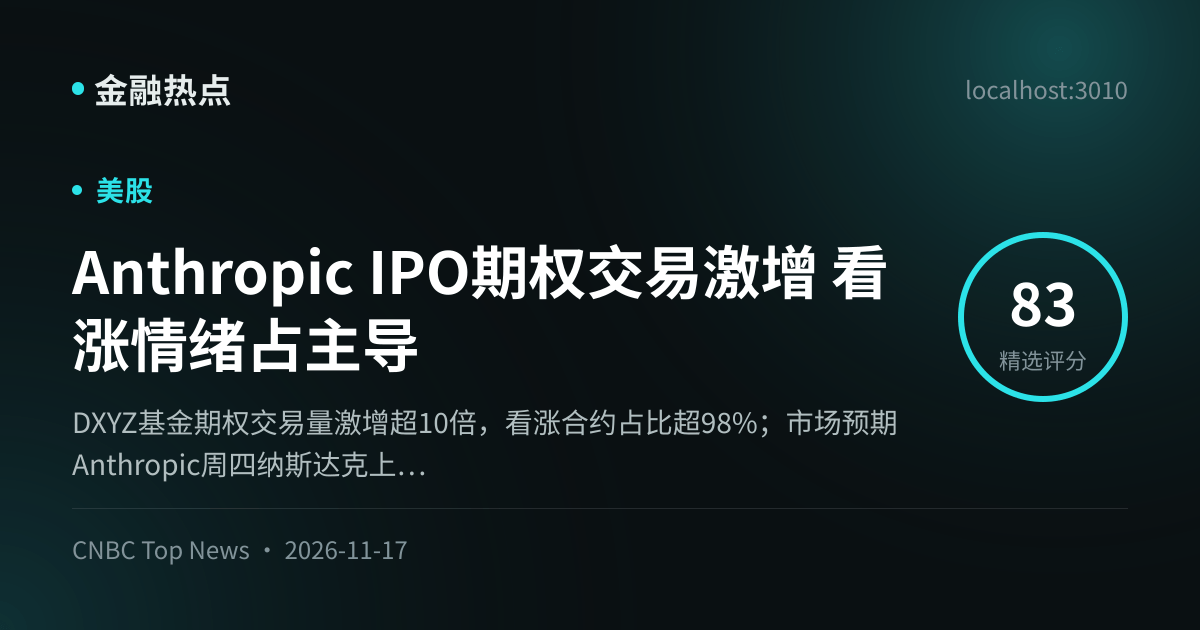 金融热点
localhost:3010
美股
Anthropic IPO期权交易激增 看
涨情绪占主导
83
精选评分
DXYZ基金期权交易量激增超10倍，看涨合约占比超98%；市场预期
Anthropic周四纳斯达克上…
CNBC Top News · 2026-11-17